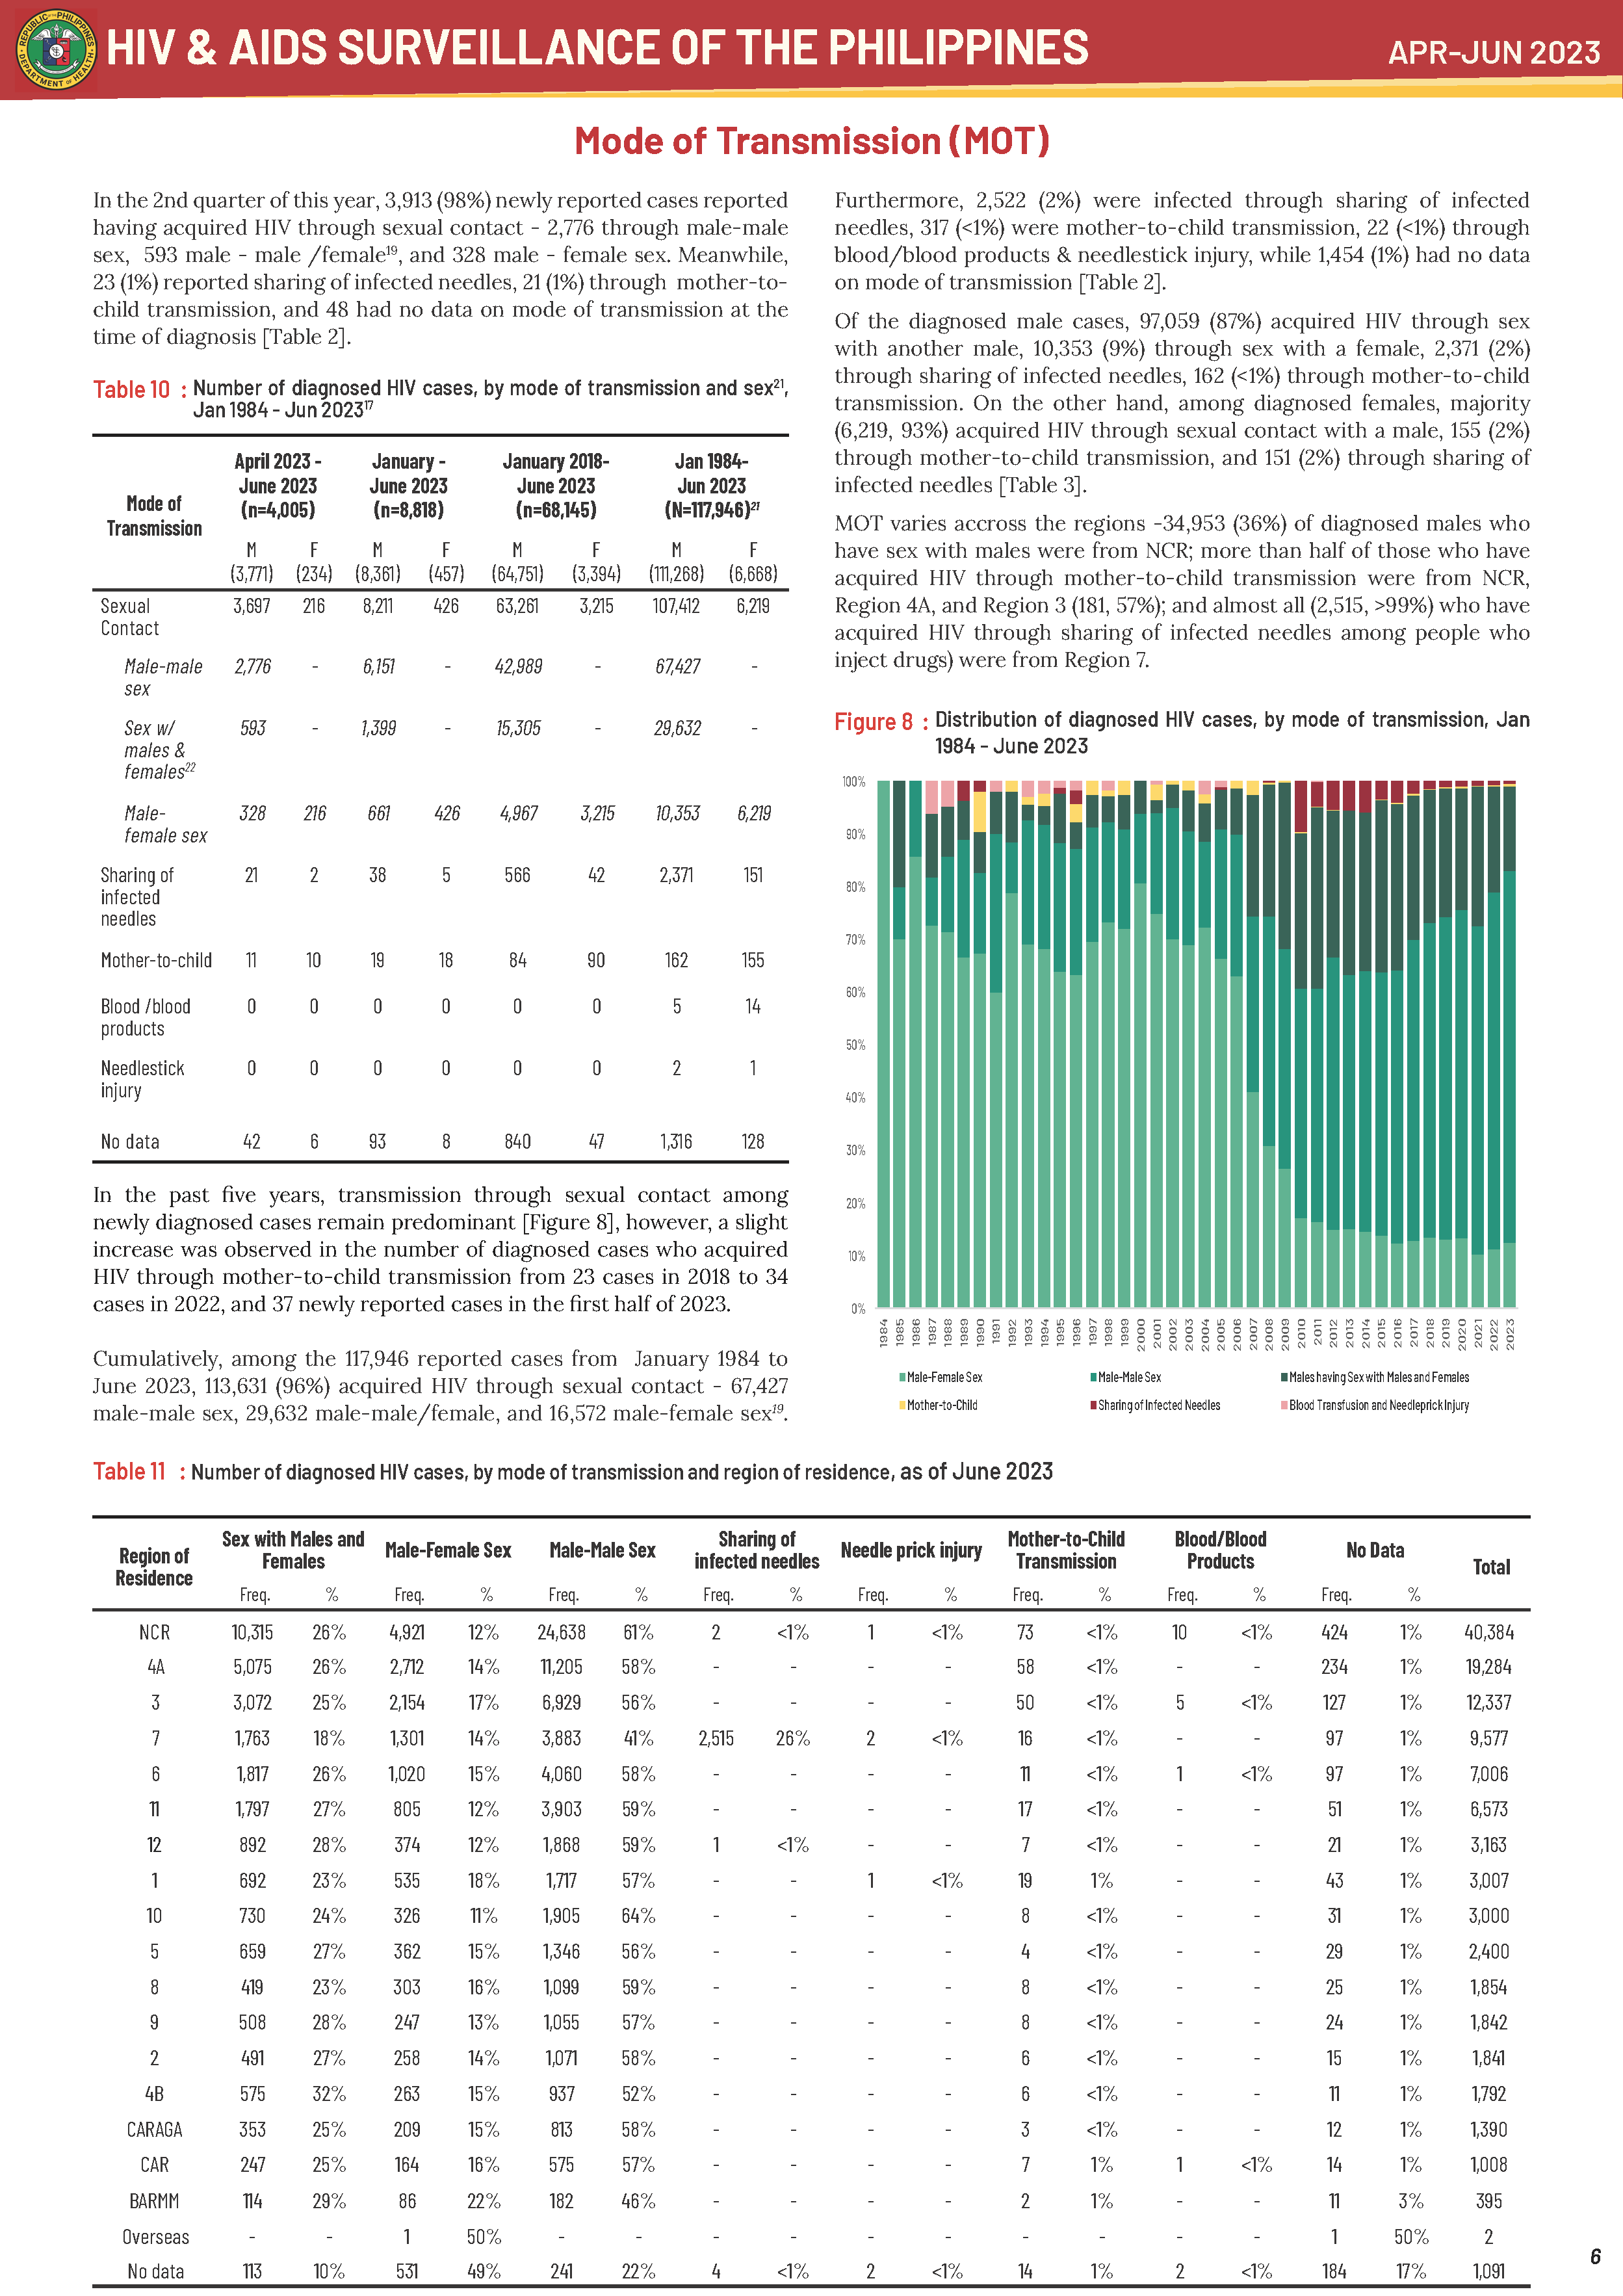 HIV & AIDS SURVEILLANCE OF THE PHILIPPINES
APR-JUN 2023
Mode of Transmission (MOT)
In the 2nd quarter of this year, 3,913 (98%) newly reported cases reported
having acquired HIV through sexual contact - 2,776 through male-male
sex, 593 male - male /female19, and 328 male - female sex. Meanwhile,
23 (1%) reported sharing of infected needles, 21 (1%) through mother-to-
child transmission, and 48 had no data on mode of transmission at the
time of diagnosis [Table 2].
Table 10 : Number of diagnosed HIV cases, by mode of transmission and sex21,
Jan 1984 - Jun 202317
Mode of Transmission | April 2023 - June 2023 (n=4,005) | January - June 2023 (n=8,818) | January 2018- June 2023 (n=68,145) | Jan 1984- Jun 2023 (N=117,946)21
M F M F M F M F
(3,771) (234) (8,361) (457) (64,751) (3,394) (111,268) (6,668)
Sexual Contact 3,697 216 8,211 426 63,261 3,215 107,412 6,219
Male-male sex 2,776 - 6,151 - 42,989 - 67,427 -
Sex w/ males & females22 593 - 1,399 - 15,305 - 29,632 -
Male-female sex 328 216 661 426 4,967 3,215 10,353 6,219
Sharing of infected needles 21 2 38 5 566 42 2,371 151
Mother-to-child 11 10 19 18 84 90 162 155
Blood /blood products 0 0 0 0 0 0 5 14
Needlestick injury 0 0 0 0 0 0 2 1
No data 42 6 93 8 840 47 1,316 128
In the past five years, transmission through sexual contact among
newly diagnosed cases remain predominant [Figure 8], however, a slight
increase was observed in the number of diagnosed cases who acquired
HIV through mother-to-child transmission from 23 cases in 2018 to 34
cases in 2022, and 37 newly reported cases in the first half of 2023.
Cumulatively, among the 117,946 reported cases from January 1984 to
June 2023, 113,631 (96%) acquired HIV through sexual contact - 67,427
male-male sex, 29,632 male-male/female, and 16,572 male-female sex19.
Furthermore, 2,522 (2%) were infected through sharing of infected
needles, 317 (<1%) were mother-to-child transmission, 22 (<1%) through
blood/blood products & needlestick injury, while 1,454 (1%) had no data
on mode of transmission [Table 2].
Of the diagnosed male cases, 97,059 (87%) acquired HIV through sex
with another male, 10,353 (9%) through sex with a female, 2,371 (2%)
through sharing of infected needles, 162 (<1%) through mother-to-child
transmission. On the other hand, among diagnosed females, majority
(6,219, 93%) acquired HIV through sexual contact with a male, 155 (2%)
through mother-to-child transmission, and 151 (2%) through sharing of
infected needles [Table 3].
MOT varies accross the regions -34,953 (36%) of diagnosed males who
have sex with males were from NCR; more than half of those who have
acquired HIV through mother-to-child transmission were from NCR,
Region 4A, and Region 3 (181, 57%); and almost all (2,515, >99%) who have
acquired HIV through sharing of infected needles among people who
inject drugs) were from Region 7.
Figure 8 : Distribution of diagnosed HIV cases, by mode of transmission, Jan
1984 - June 2023
100%
90%
80%
70%
60%
50%
40%
30%
20%
10%
0%
1984 1985 1986 1987 1988 1989 1990 1991 1992 1993 1994 1995 1996 1997 1998 1999 2000 2001 2002 2003 2004 2005 2006 2007 2008 2009 2010 2011 2012 2013 2014 2015 2016 2017 2018 2019 2020 2021 2022 2023
Male-Female Sex Male-Male Sex Males having Sex with Males and Females
Mother-to-Child Sharing of Infected Needles Blood Transfusion and Needleprick Injury
Table 11 : Number of diagnosed HIV cases, by mode of transmission and region of residence, as of June 2023
Region of Residence | Sex with Males and Females | Male-Female Sex | Male-Male Sex | Sharing of infected needles | Needle prick injury | Mother-to-Child Transmission | Blood/Blood Products | No Data | Total
Freq. % Freq. % Freq. % Freq. % Freq. % Freq. % Freq. % Freq. %
NCR 10,315 26% 4,921 12% 24,638 61% 2 <1% 1 <1% 73 <1% 10 <1% 424 1% 40,384
4A 5,075 26% 2,712 14% 11,205 58% - - - - 58 <1% - - 234 1% 19,284
3 3,072 25% 2,154 17% 6,929 56% - - - - 50 <1% 5 <1% 127 1% 12,337
7 1,763 18% 1,301 14% 3,883 41% 2,515 26% 2 <1% 16 <1% - - 97 1% 9,577
6 1,817 26% 1,020 15% 4,060 58% - - - - 11 <1% 1 <1% 97 1% 7,006
11 1,797 27% 805 12% 3,903 59% - - - - 17 <1% - - 51 1% 6,573
12 892 28% 374 12% 1,868 59% 1 <1% - - 7 <1% - - 21 1% 3,163
1 692 23% 535 18% 1,717 57% - - 1 <1% 19 1% - - 43 1% 3,007
10 730 24% 326 11% 1,905 64% - - - - 8 <1% - - 31 1% 3,000
5 659 27% 362 15% 1,346 56% - - - - 4 <1% - - 29 1% 2,400
8 419 23% 303 16% 1,099 59% - - - - 8 <1% - - 25 1% 1,854
9 508 28% 247 13% 1,055 57% - - - - 8 <1% - - 24 1% 1,842
2 491 27% 258 14% 1,071 58% - - - - 6 <1% - - 15 1% 1,841
4B 575 32% 263 15% 937 52% - - - - 6 <1% - - 11 1% 1,792
CARAGA 353 25% 209 15% 813 58% - - - - 3 <1% - - 12 1% 1,390
CAR 247 25% 164 16% 575 57% - - - - 7 1% 1 <1% 14 1% 1,008
BARMM 114 29% 86 22% 182 46% - - - - 2 1% - - 11 3% 395
Overseas - - 1 50% - - - - - - - - - - 1 50% 2
No data 113 10% 531 49% 241 22% 4 <1% 2 <1% 14 1% 2 <1% 184 17% 1,091
6
REPUBLIC OF THE PHILIPPINES
DEPARTMENT OF HEALTH